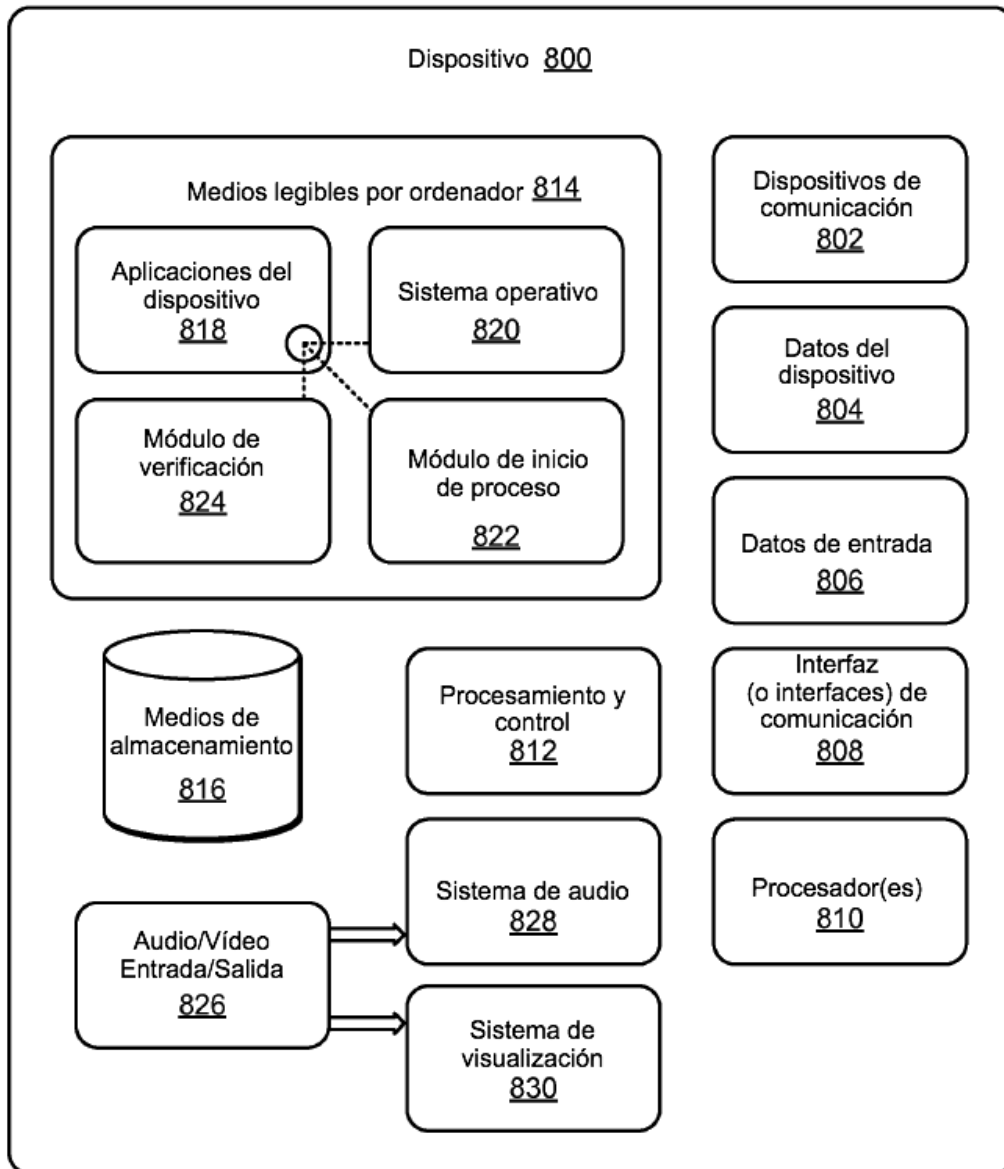 Dispositivo 800
Medios legibles por ordenador 814
Aplicaciones del
dispositivo
818
Sistema operativo
820
Módulo de
verificación
824
Módulo de inicio
de proceso
822
Dispositivos de
comunicación
802
Datos del
dispositivo
804
Datos de entrada
806
Interfaz
(o interfaces) de
comunicación
808
Procesador(es)
810
Medios de
almacenamiento
816
Procesamiento y
control
812
Audio/Vídeo
Entrada/Salida
826
Sistema de audio
828
Sistema de
visualización
830